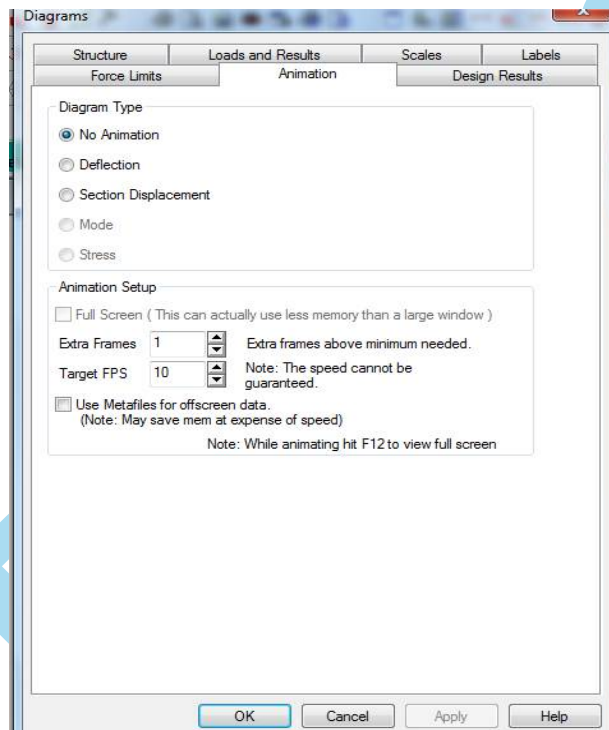 Diagrams
Structure
Loads and Results
Scales
Labels
Force Limits
Animation
Design Results
Diagram Type
No Animation
Deflection
Section Displacement
Mode
Stress
Animation Setup
Full Screen ( This can actually use less memory than a large window )
Extra Frames 1 Extra frames above minimum needed.
Target FPS 10 Note: The speed cannot be
guaranteed.
Use Metafiles for offscreen data.
(Note: May save mem at expense of speed)
Note: While animating hit F12 to view full screen
OK
Cancel
Apply
Help